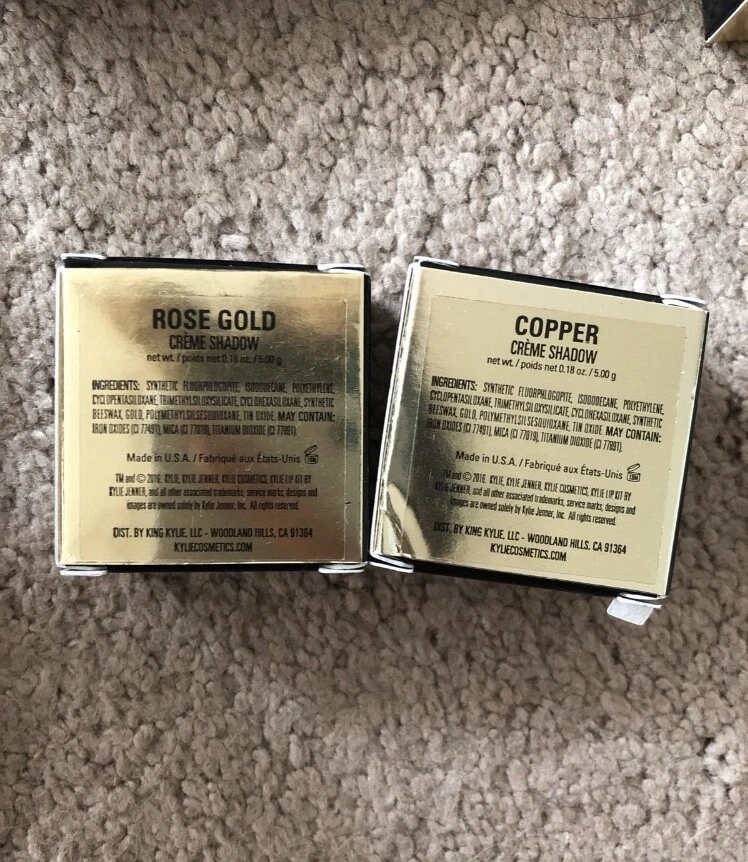 ROSE GOLD
CRÈME SHADOW
net wt. / poids net 0.18 oz. / 5.00 g
INGREDIENTS: SYNTHETIC FLUORPHLOGOPITE, ISODODECANE, POLYETHYLENE,
CYCLOPENTASILOXANE, TRIMETHYLSILOXYSILICATE, CYCLOHEXASILOXANE, SYNTHETIC
BEESWAX, GOLD, POLYMETHYLSILSESQUIOXANE, TIN OXIDE. MAY CONTAIN:
IRON OXIDES (CI 77491), MICA (CI 77019), TITANIUM DIOXIDE (CI 77891).
Made in U.S.A. / Fabriqué aux États-Unis
TM and © 2016. KYLIE, KYLIE JENNER, KYLIE COSMETICS, KYLIE LIP KIT BY
KYLIE JENNER, and all other associated trademarks, service marks, designs and
images are owned solely by Kylie Jenner, Inc. All rights reserved.
DIST. BY KING KYLIE, LLC - WOODLAND HILLS, CA 91364
KYLIECOSMETICS.COM
COPPER
CRÈME SHADOW
net wt. / poids net 0.18 oz. / 5.00 g
INGREDIENTS: SYNTHETIC FLUORPHLOGOPITE, ISODODECANE, POLYETHYLENE,
CYCLOPENTASILOXANE, TRIMETHYLSILOXYSILICATE, CYCLOHEXASILOXANE, SYNTHETIC
BEESWAX, GOLD, POLYMETHYLSILSESQUIOXANE, TIN OXIDE. MAY CONTAIN:
IRON OXIDES (CI 77491), MICA (CI 77019), TITANIUM DIOXIDE (CI 77891).
Made in U.S.A. / Fabriqué aux États-Unis
TM and © 2016. KYLIE, KYLIE JENNER, KYLIE COSMETICS, KYLIE LIP KIT BY
KYLIE JENNER, and all other associated trademarks, service marks, designs and
images are owned solely by Kylie Jenner, Inc. All rights reserved.
DIST. BY KING KYLIE, LLC - WOODLAND HILLS, CA 91364
KYLIECOSMETICS.COM